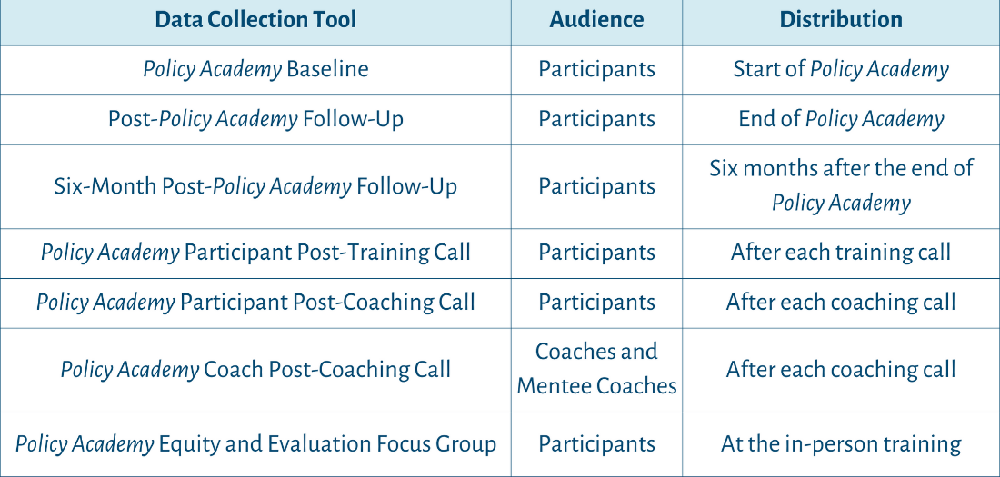 Data Collection Tool Audience Distribution
Policy Academy Baseline Participants Start of Policy Academy
Post-Policy Academy Follow-Up Participants End of Policy Academy
Six-Month Post-Policy Academy Follow-Up Participants Six months after the end of
Policy Academy
Policy Academy Participant Post-Training Call Participants After each training call
Policy Academy Participant Post-Coaching Call Participants After each coaching call
Policy Academy Coach Post-Coaching Call Coaches and
Mentee Coaches After each coaching call
Policy Academy Equity and Evaluation Focus Group Participants At the in-person training